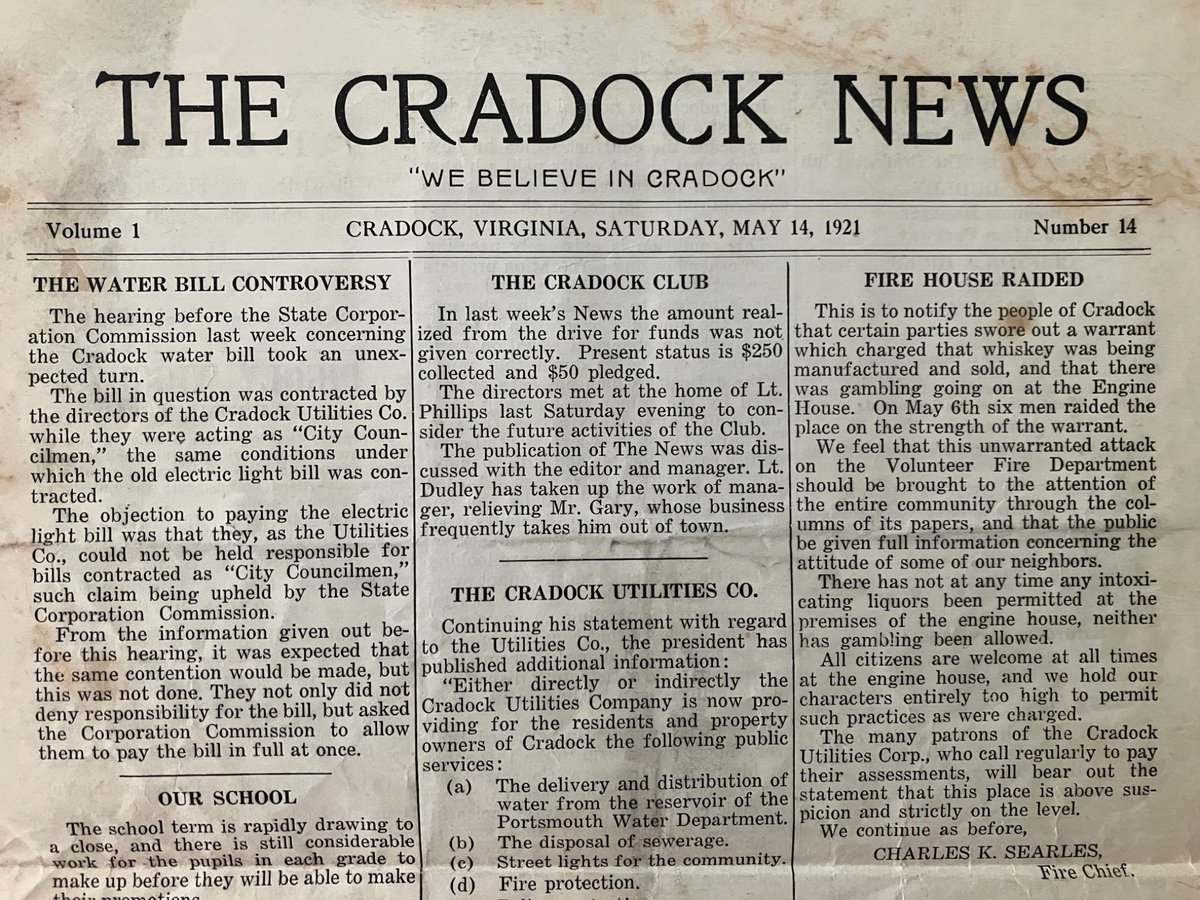 THE CRADOCK NEWS
"WE BELIEVE IN CRADOCK"
Volume 1
CRADOCK, VIRGINIA, SATURDAY, MAY 14, 1921
Number 14
THE WATER BILL CONTROVERSY
The hearing before the State Corpor-
ation Commission last week concerning
the Cradock water bill took an unex-
pected turn.
The bill in question was contracted by
the directors of the Cradock Utilities Co.
while they were acting as "City Coun-
cilmen," the same conditions under
which the old electric light bill was con-
tracted.
The objection to paying the electric
light bill was that they, as the Utilities
Co., could not be held responsible for
bills contracted as "City Councilmen,"
such claim being upheld by the State
Corporation Commission.
From the information given out be-
fore this hearing, it was expected that
the same contention would be made, but
this was not done. They not only did not
deny responsibility for the bill, but asked
the Corporation Commission to allow
them to pay the bill in full at once.
OUR SCHOOL
The school term is rapidly drawing to
a close, and there is still considerable
work for the pupils in each grade to
make up before they will be able to make
their promotions.
THE CRADOCK CLUB
In last week's News the amount real-
ized from the drive for funds was not
given correctly. Present status is $250
collected and $50 pledged.
The directors met at the home of Lt.
Phillips last Saturday evening to con-
sider the future activities of the Club.
The publication of The News was dis-
cussed with the editor and manager. Lt.
Dudley has taken up the work of mana-
ger, relieving Mr. Gary, whose business
frequently takes him out of town.
THE CRADOCK UTILITIES CO.
Continuing his statement with regard
to the Utilities Co., the president has
published additional information:
"Either directly or indirectly the
Cradock Utilities Company is now pro-
viding for the residents and property
owners of Cradock the following public
services:
(a) The delivery and distribution of
water from the reservoir of the
Portsmouth Water Department.
(b) The disposal of sewerage.
(c) Street lights for the community.
(d) Fire protection.
FIRE HOUSE RAIDED
This is to notify the people of Cradock
that certain parties swore out a warrant
which charged that whiskey was being
manufactured and sold, and that there
was gambling going on at the Engine
House. On May 6th six men raided the
place on the strength of the warrant.
We feel that this unwarranted attack
on the Volunteer Fire Department
should be brought to the attention of
the entire community through the col-
umns of its papers, and that the public
be given full information concerning the
attitude of some of our neighbors.
There has not at any time any intoxi-
cating liquors been permitted at the
premises of the engine house, neither
has gambling been allowed.
All citizens are welcome at all times
at the engine house, and we hold our
characters entirely too high to permit
such practices as were charged.
The many patrons of the Cradock
Utilities Corp., who call regularly to pay
their assessments, will bear out the
statement that this place is above sus-
picion and strictly on the level.
We continue as before,
CHARLES K. SEARLES,
Fire Chief.